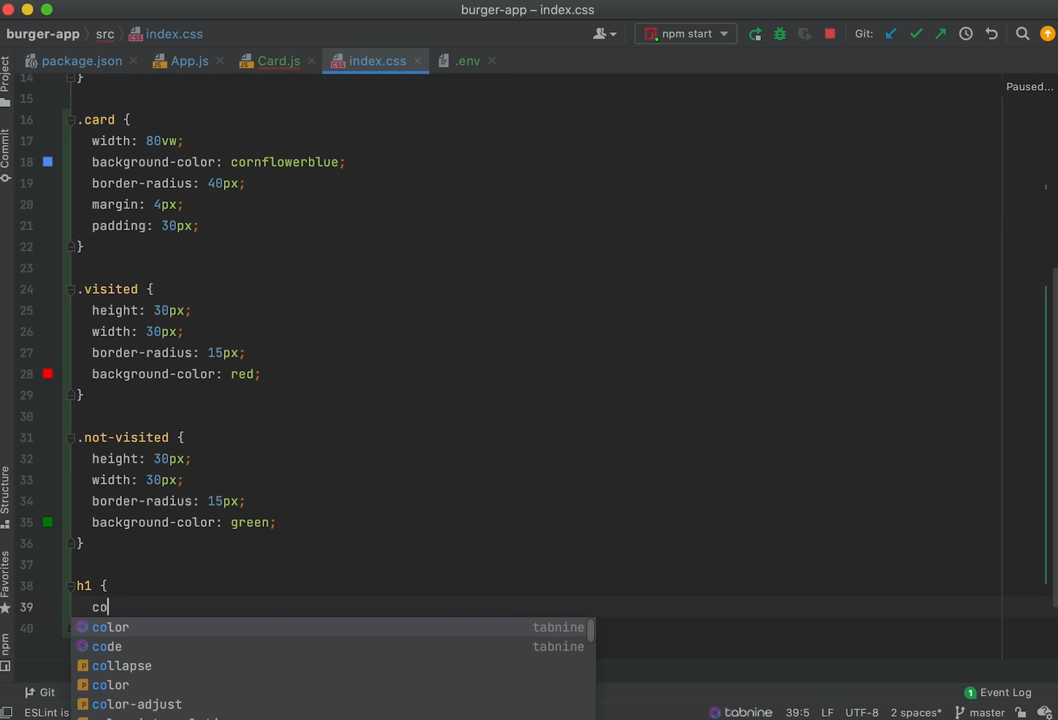 burger-app – index.css
burger-app src index.css npm start Git:
package.json App.js Card.js index.css .env
Project
Commit
Structure
Favorites
npm
Paused...
14 }
15
16 .card {
17 width: 80vw;
18 background-color: cornflowerblue;
19 border-radius: 40px;
20 margin: 4px;
21 padding: 30px;
22 }
23
24 .visited {
25 height: 30px;
26 width: 30px;
27 border-radius: 15px;
28 background-color: red;
29 }
30
31 .not-visited {
32 height: 30px;
33 width: 30px;
34 border-radius: 15px;
35 background-color: green;
36 }
37
38 h1 {
39 co
40
color tabnine
code tabnine
collapse
color
color-adjust
Git 1 Event Log
ESLint is tabnine 39:5 LF UTF-8 2 spaces* master